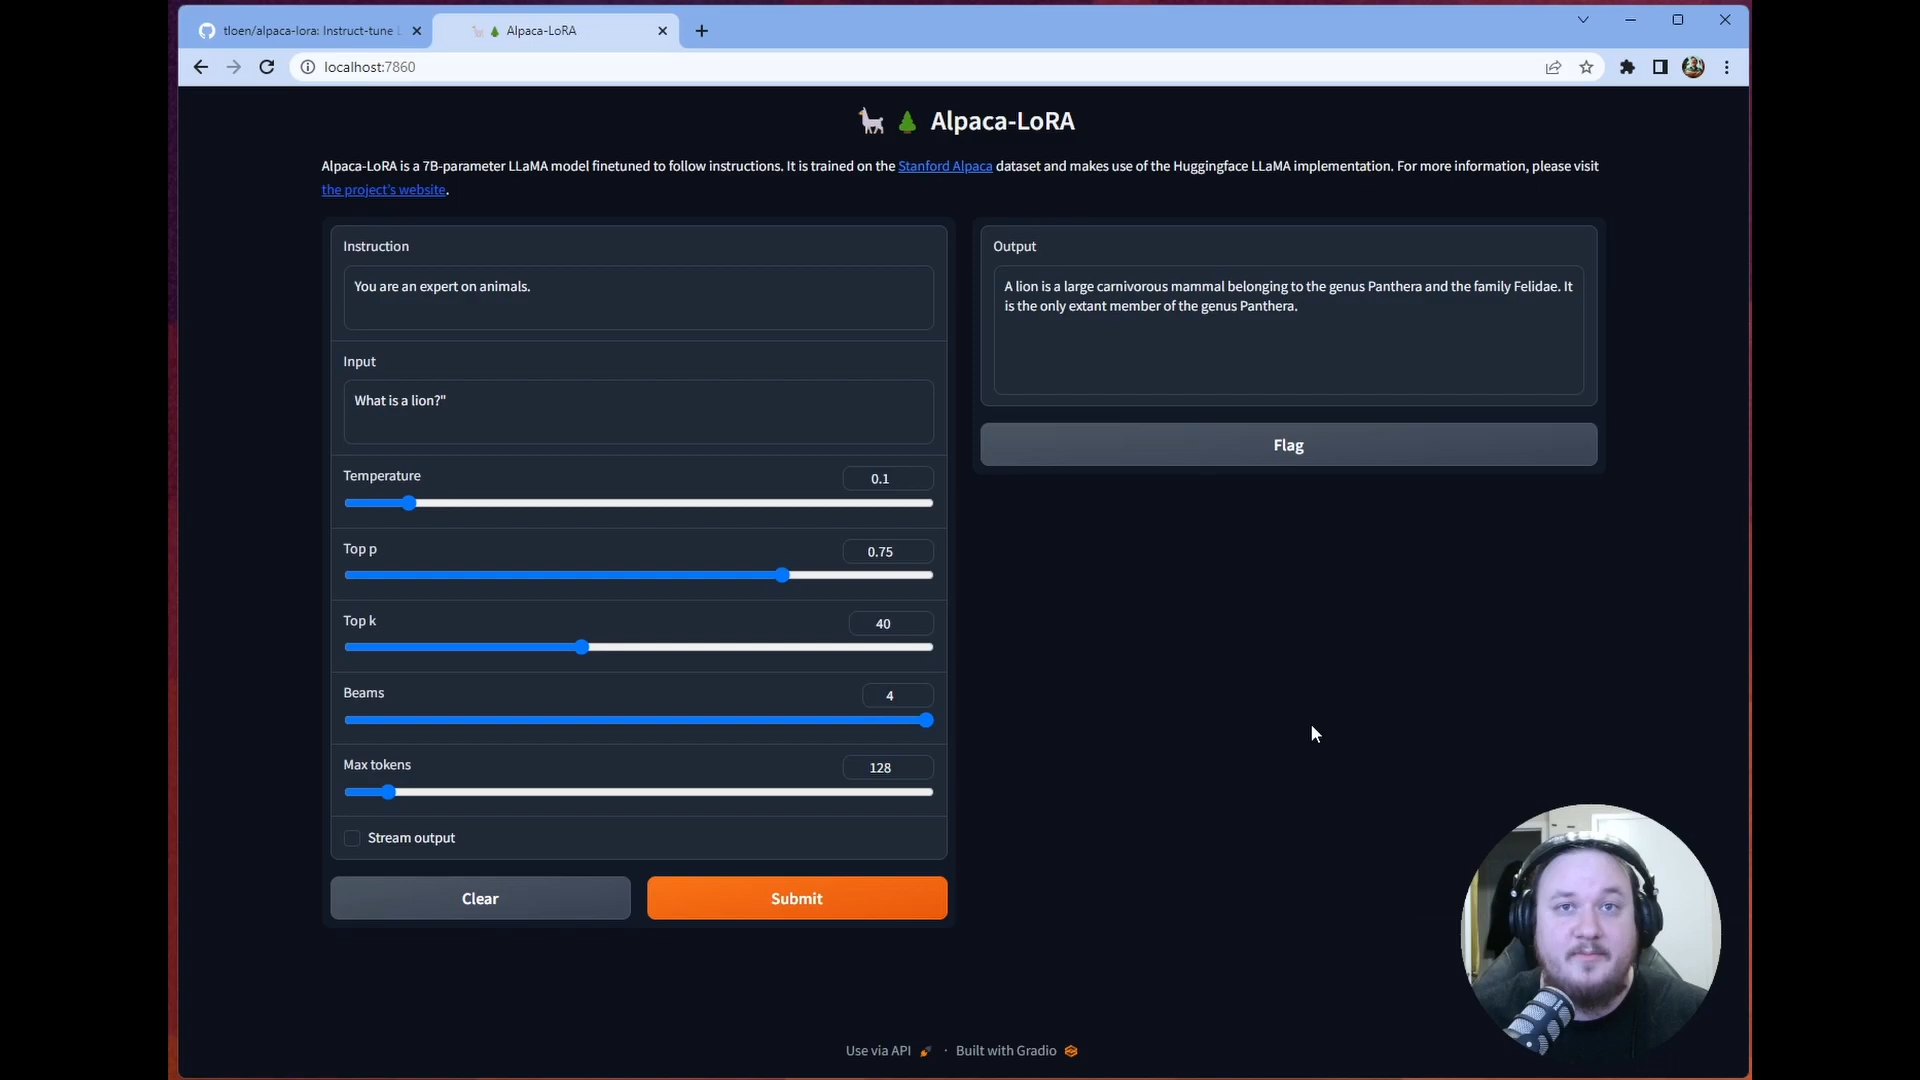 tloen/alpaca-lora: Instruct-tune L
Alpaca-LoRA
localhost:7860
Alpaca-LoRA
Alpaca-LoRA is a 7B-parameter LLaMA model finetuned to follow instructions. It is trained on the Stanford Alpaca dataset and makes use of the Huggingface LLaMA implementation. For more information, please visit
the project's website.
Instruction
You are an expert on animals.
Input
What is a lion?"
Temperature
0.1
Top p
0.75
Top k
40
Beams
4
Max tokens
128
Stream output
Clear
Submit
Output
A lion is a large carnivorous mammal belonging to the genus Panthera and the family Felidae. It
is the only extant member of the genus Panthera.
Flag
Use via API · Built with Gradio